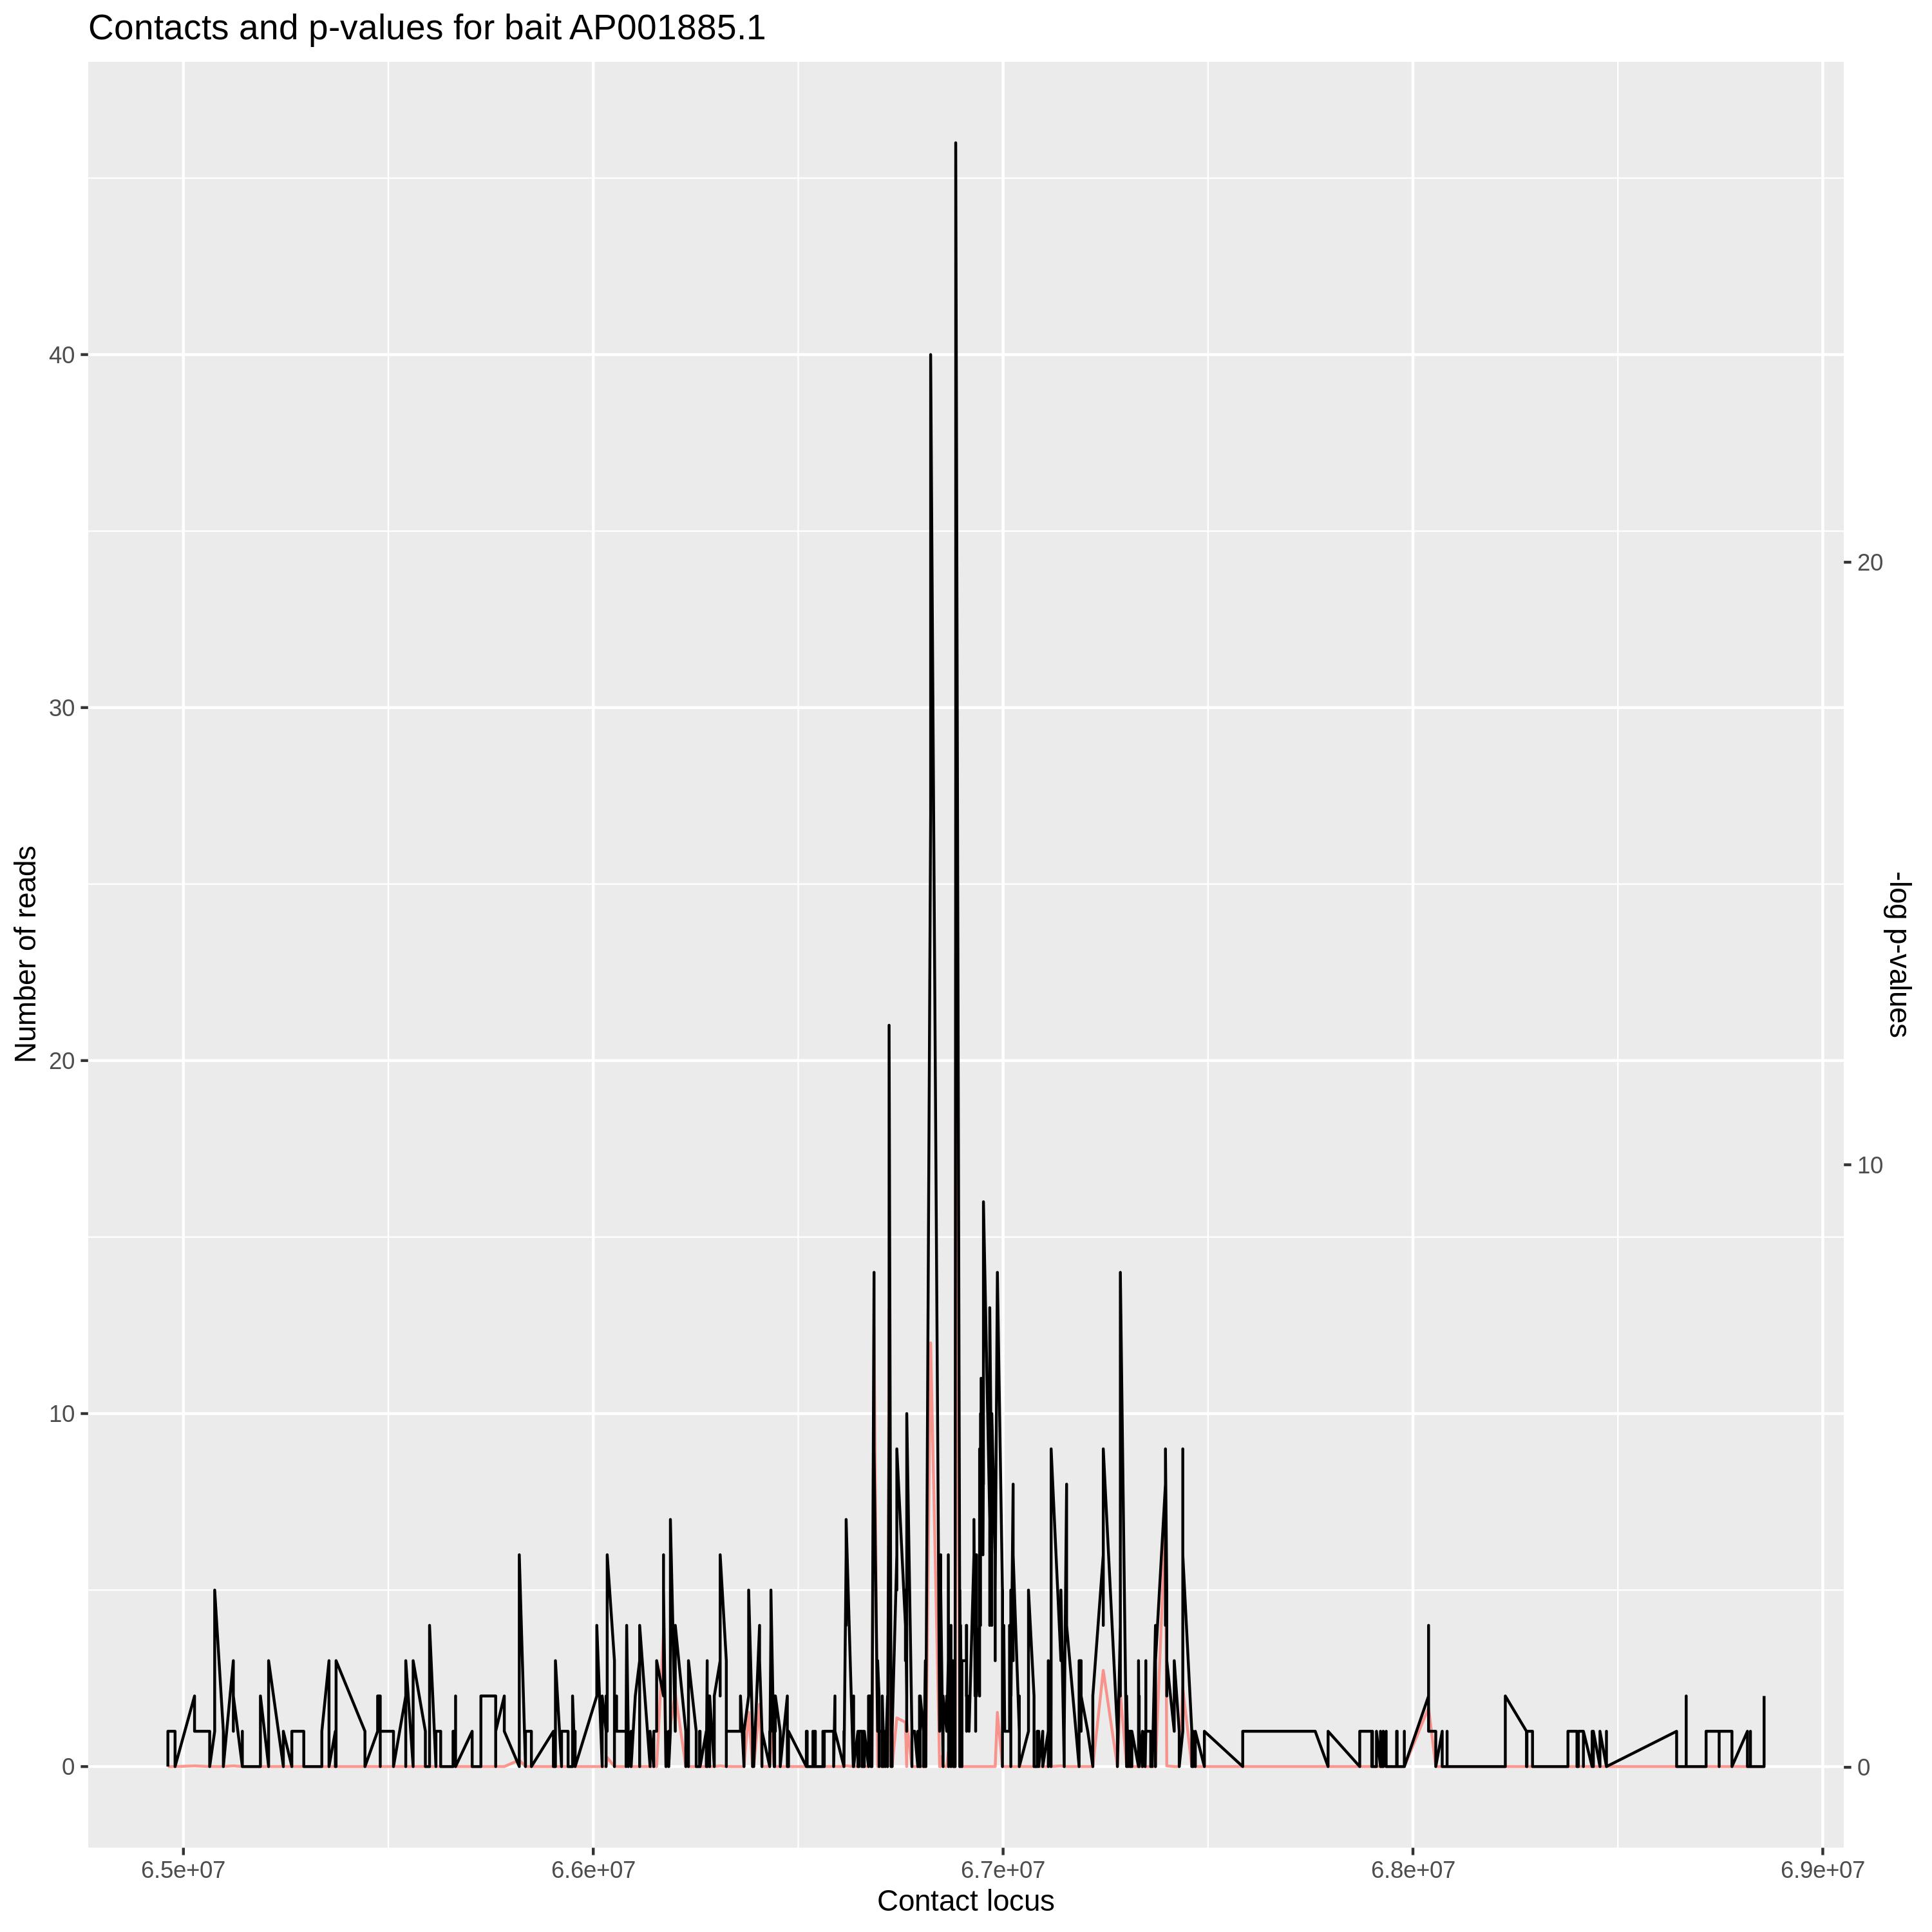 Contacts and p-values for bait AP001885.1
40
30
20
10
0
Number of reads
20
10
0
-log p-values
6.5e+07
6.6e+07
6.7e+07
6.8e+07
6.9e+07
Contact locus